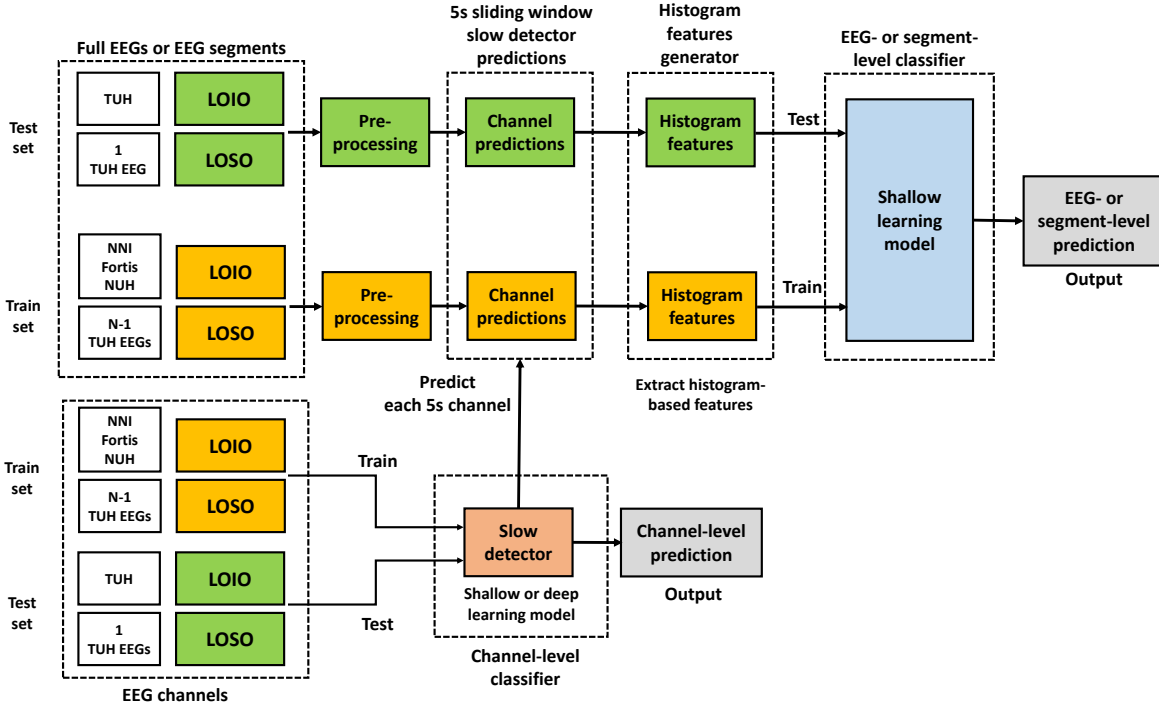 Full EEGs or EEG segments
5s sliding window
slow detector
predictions
Histogram
features
generator
EEG- or segment-
level classifier
Test
set
TUH
LOIO
1
TUH EEG
LOSO
Pre-
processing
Channel
predictions
Histogram
features
Test
Shallow
learning
model
EEG- or
segment-level
prediction
Output
Train
set
NNI
Fortis
NUH
LOIO
N-1
TUH EEGs
LOSO
Pre-
processing
Channel
predictions
Histogram
features
Train
Predict
each 5s channel
Extract histogram-
based features
Train
set
NNI
Fortis
NUH
LOIO
N-1
TUH EEGs
LOSO
Train
Test
set
TUH
LOIO
1
TUH EEGs
LOSO
Test
Slow
detector
Shallow or deep
learning model
Channel-level
classifier
Channel-level
prediction
Output
EEG channels